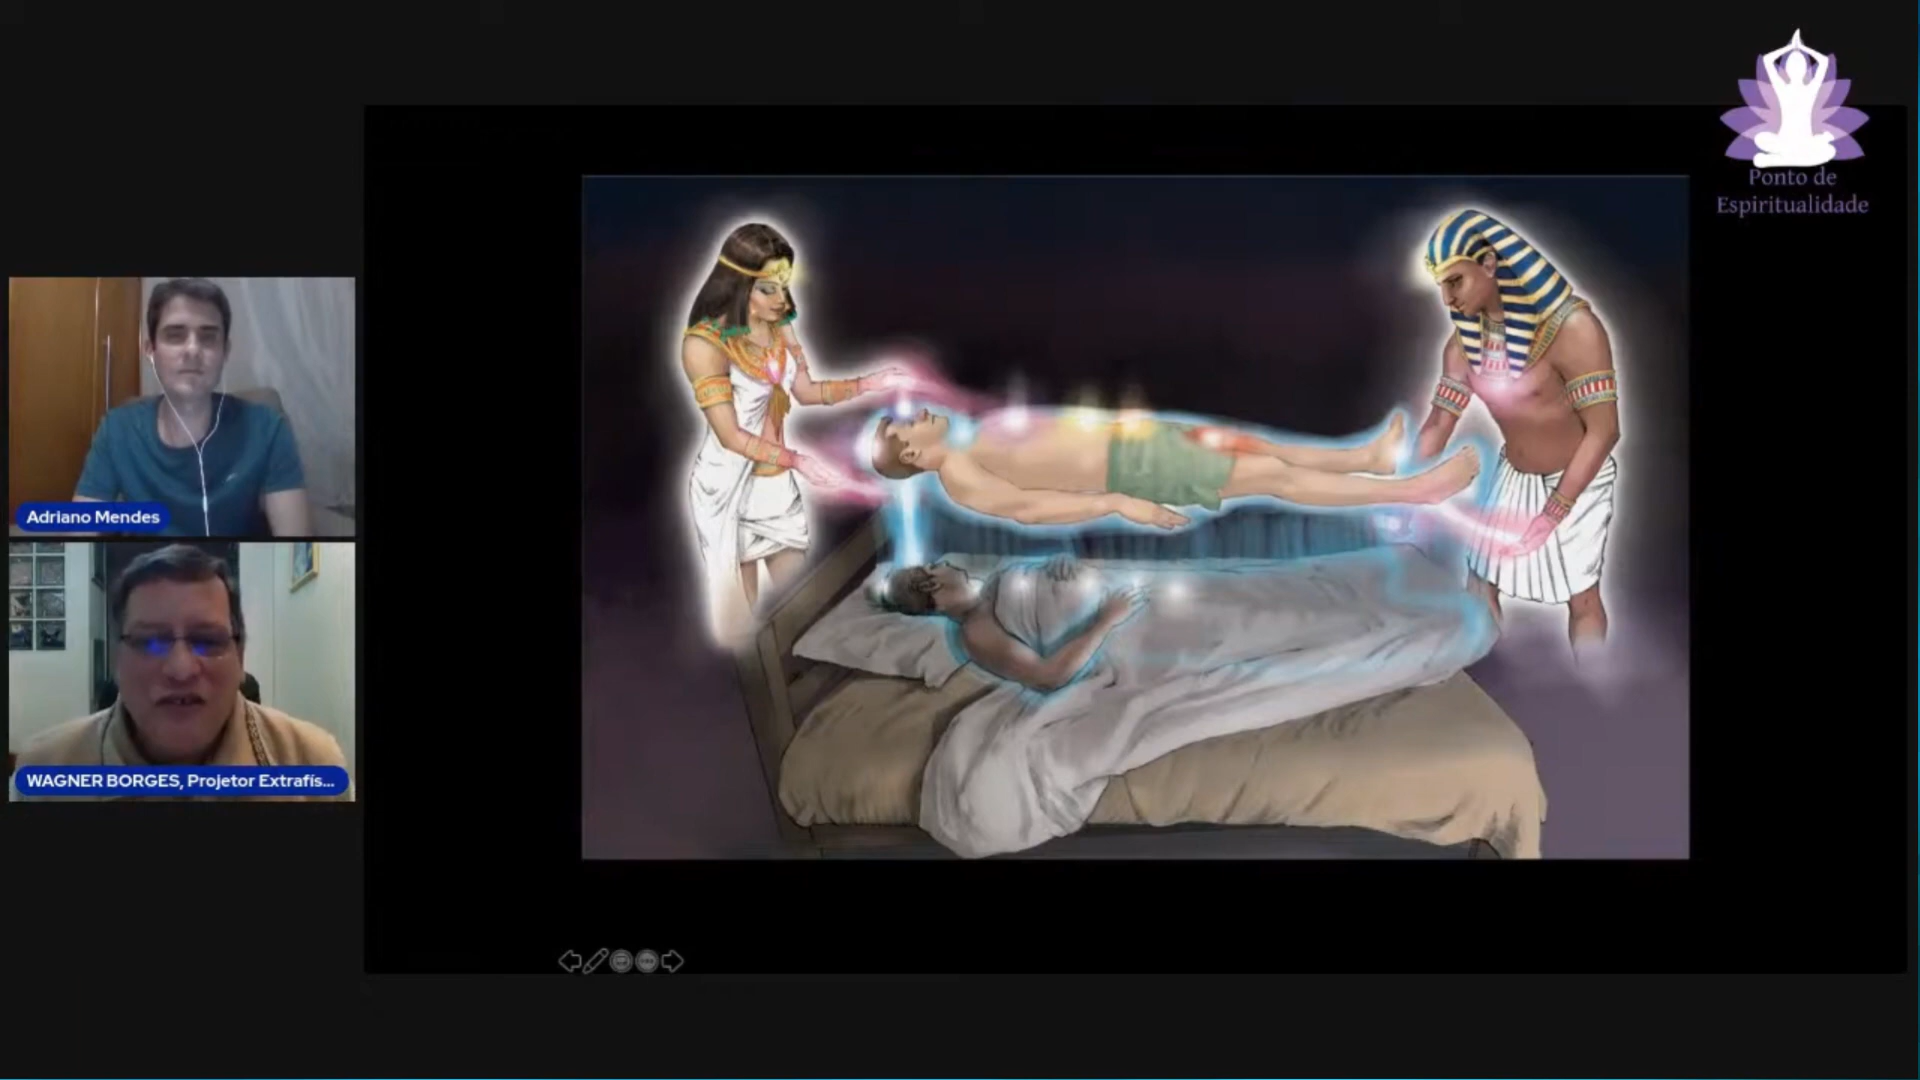 Ponto de
Espiritualidade
Adriano Mendes
WAGNER BORGES, Projetor Extrafís...